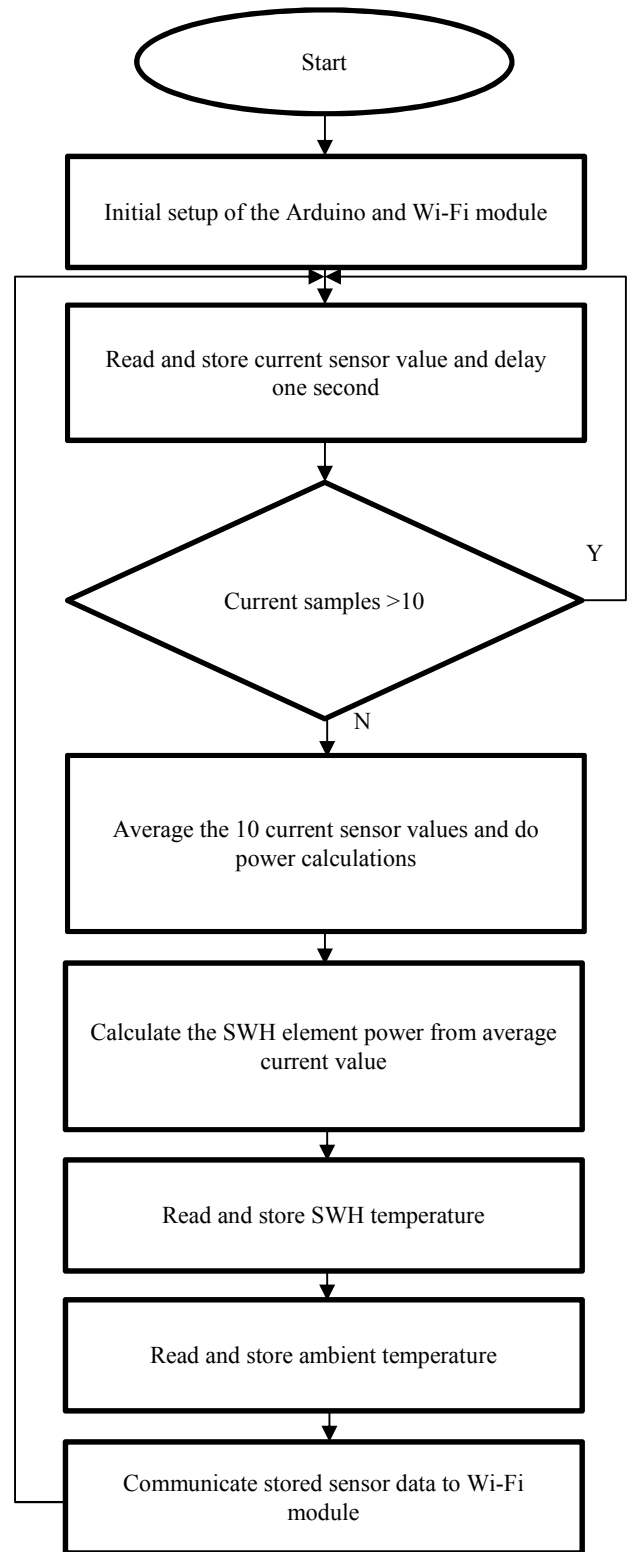 Start
Initial setup of the Arduino and Wi-Fi module
Read and store current sensor value and delay
one second
Y
Current samples >10
N
Average the 10 current sensor values and do
power calculations
Calculate the SWH element power from average
current value
Read and store SWH temperature
Read and store ambient temperature
Communicate stored sensor data to Wi-Fi
module